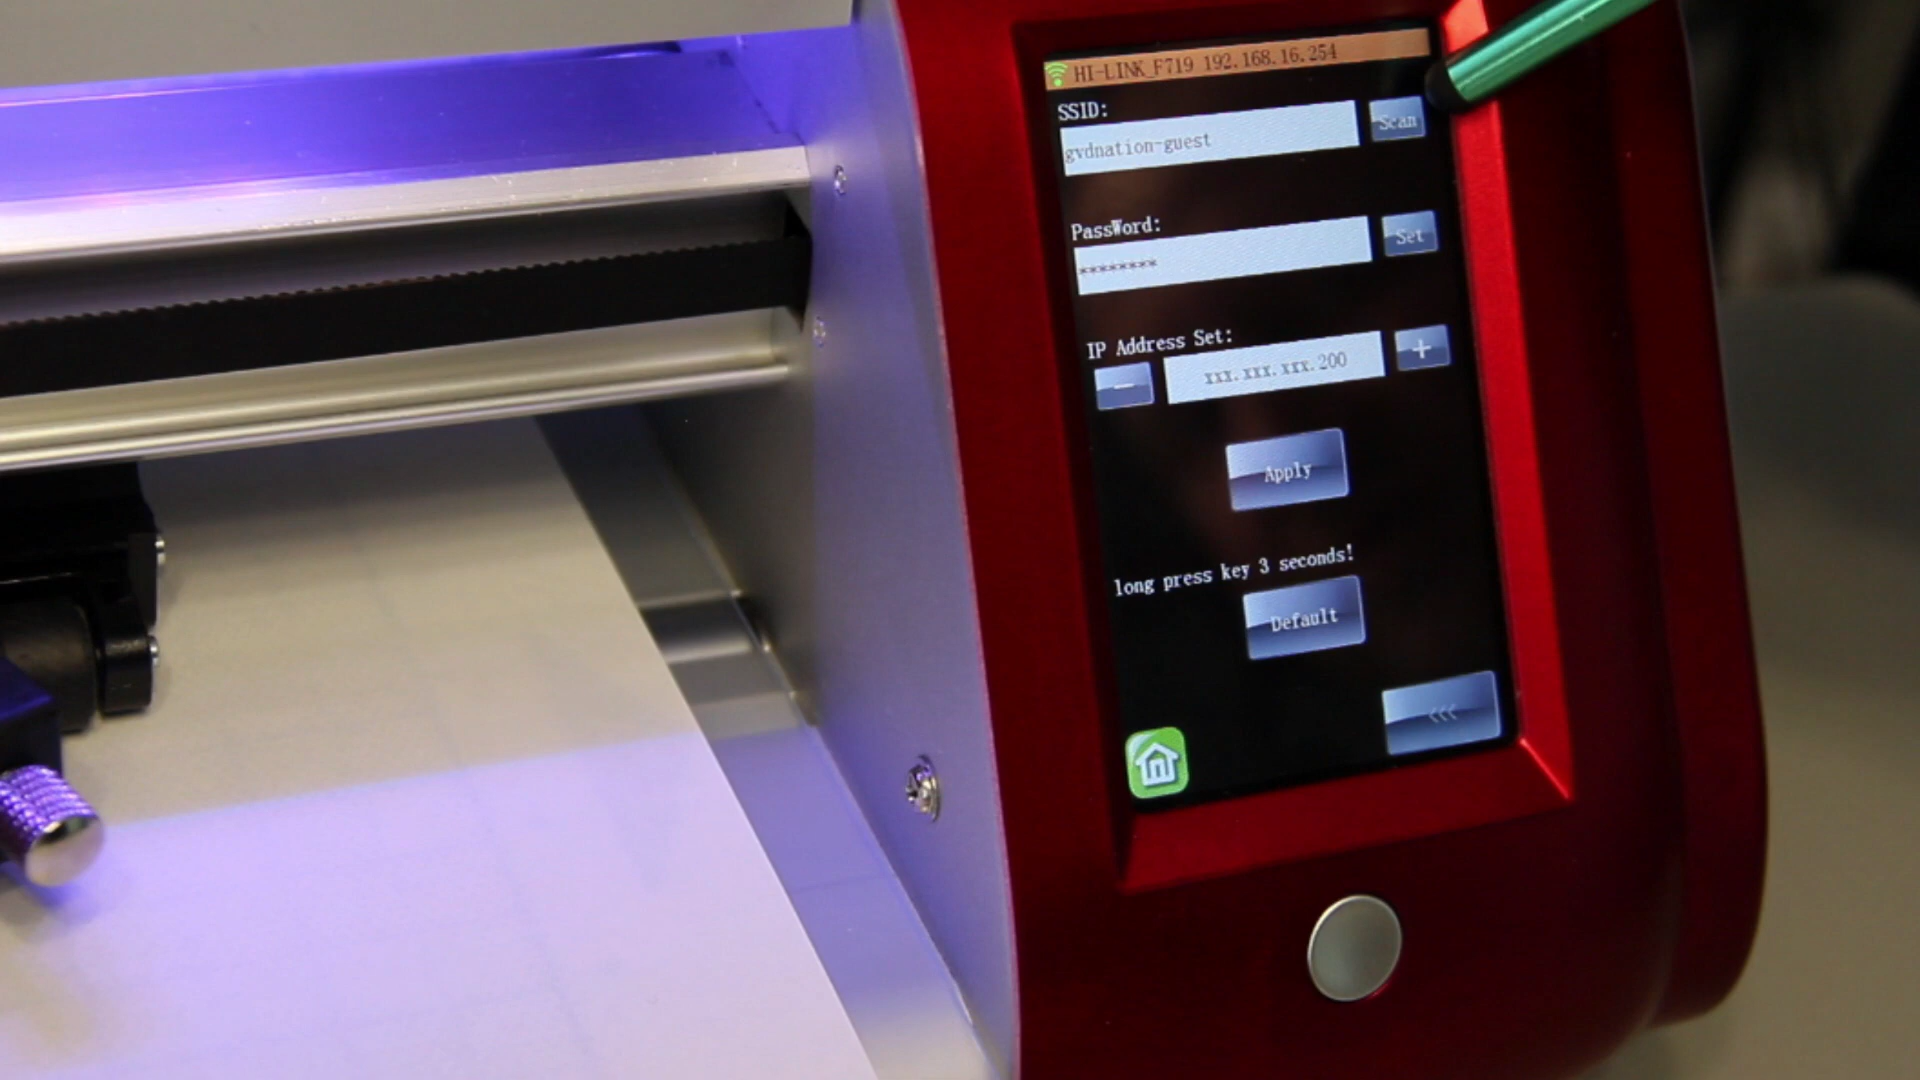 HI-LINK_F719 192.168.16.254
SSID:
gvdnation-guest
Scan
PassWord:
********
Set
IP Address Set:
-
xxx.xxx.xxx.200
+
Apply
long press key 3 seconds!
Default
<<<